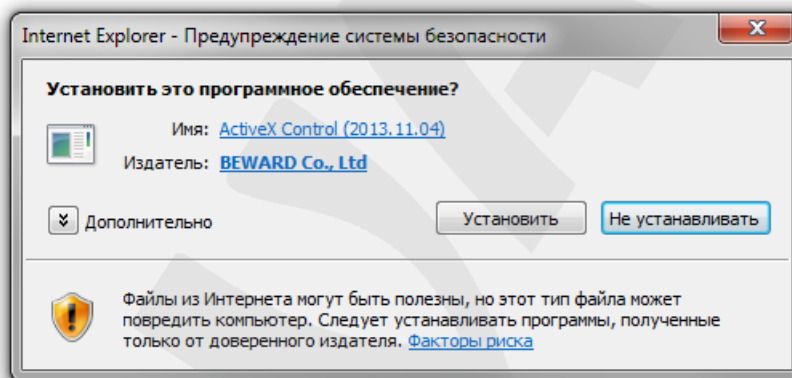 Internet Explorer - Предупреждение системы безопасности
Установить это программное обеспечение?
Имя: ActiveX Control (2013.11.04)
Издатель: BEWARD Co., Ltd
Дополнительно
Установить
Не устанавливать
Файлы из Интернета могут быть полезны, но этот тип файла может
повредить компьютер. Следует устанавливать программы, полученные
только от доверенного издателя. Факторы риска